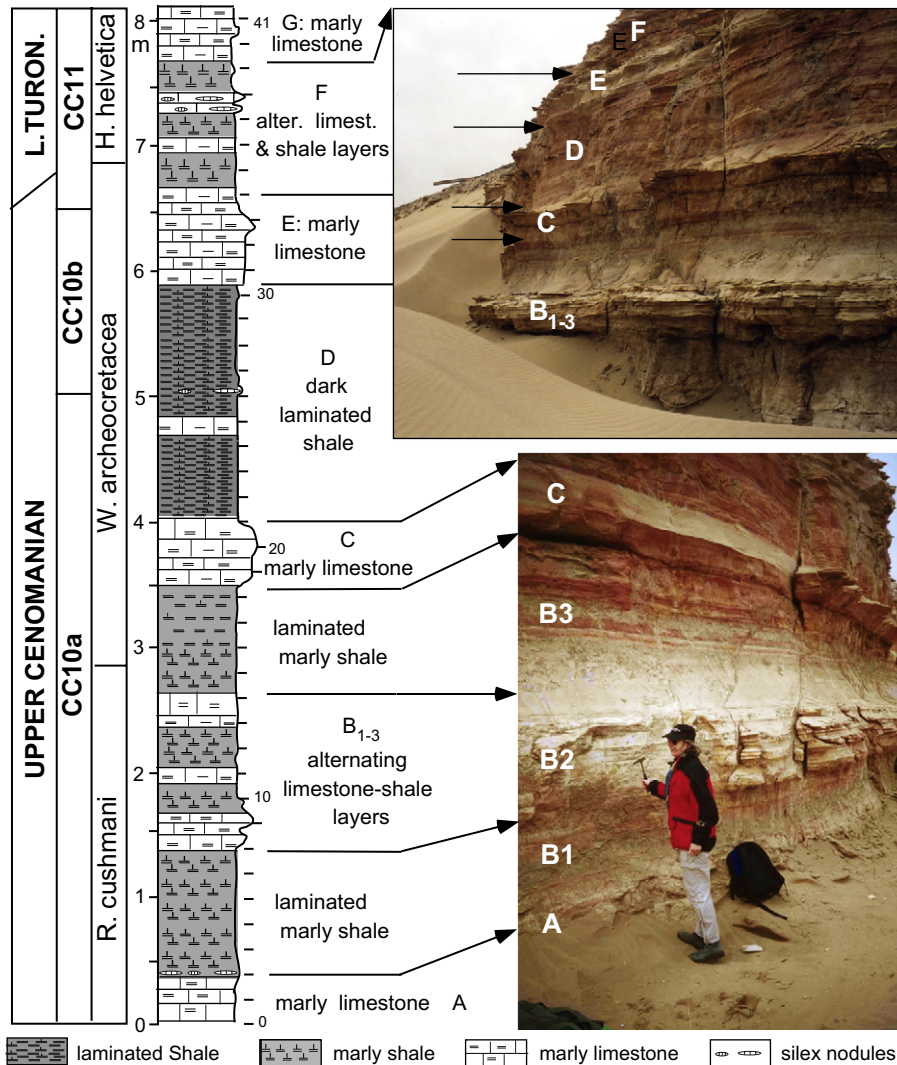 L.TURON.
UPPER CENOMANIAN
CC11
CC10b
CC10a
H. helvetica
W. archeocretacea
R. cushmani
8
m
7
6
5
4
3
2
1
0
41
30
20
10
0
G: marly
limestone
F
alter. limest.
& shale layers
E: marly
limestone
D
dark
laminated
shale
C
marly limestone
laminated
marly shale
B1-3
alternating
limestone-shale
layers
laminated
marly shale
marly limestone A
F
E
E
D
C
B1-3
C
B3
B2
B1
A
laminated Shale
marly shale
marly limestone
silex nodules